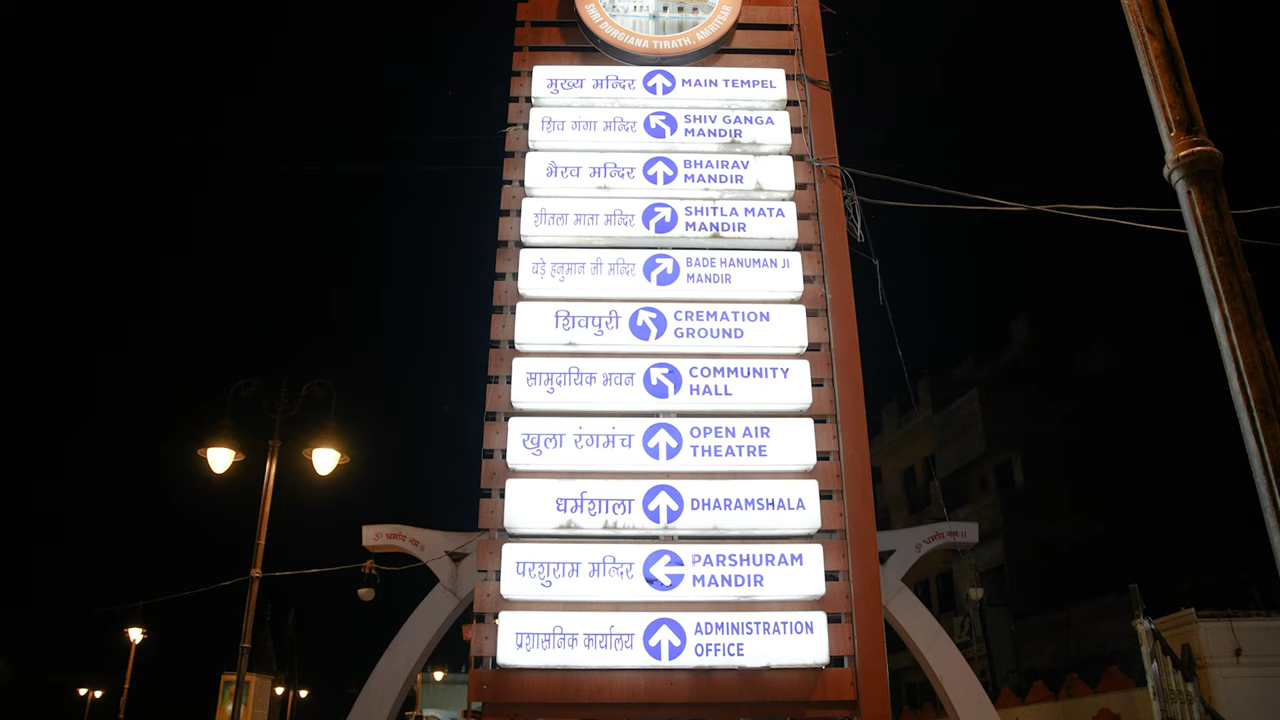 SHRI DURGIANA TIRATH, AMRITSAR
मुख्य मन्दिर MAIN TEMPEL
शिव गंगा मन्दिर SHIV GANGA
MANDIR
भैरव मन्दिर BHAIRAV
MANDIR
शीतला माता मन्दिर SHITLA MATA
MANDIR
बड़े हनुमान जी मन्दिर BADE HANUMAN JI
MANDIR
शिवपुरी CREMATION
GROUND
सामुदायिक भवन COMMUNITY
HALL
खुला रंगमंच OPEN AIR
THEATRE
धर्मशाला DHARAMSHALA
परशुराम मन्दिर PARSHURAM
MANDIR
प्रशासनिक कार्यालय ADMINISTRATION
OFFICE